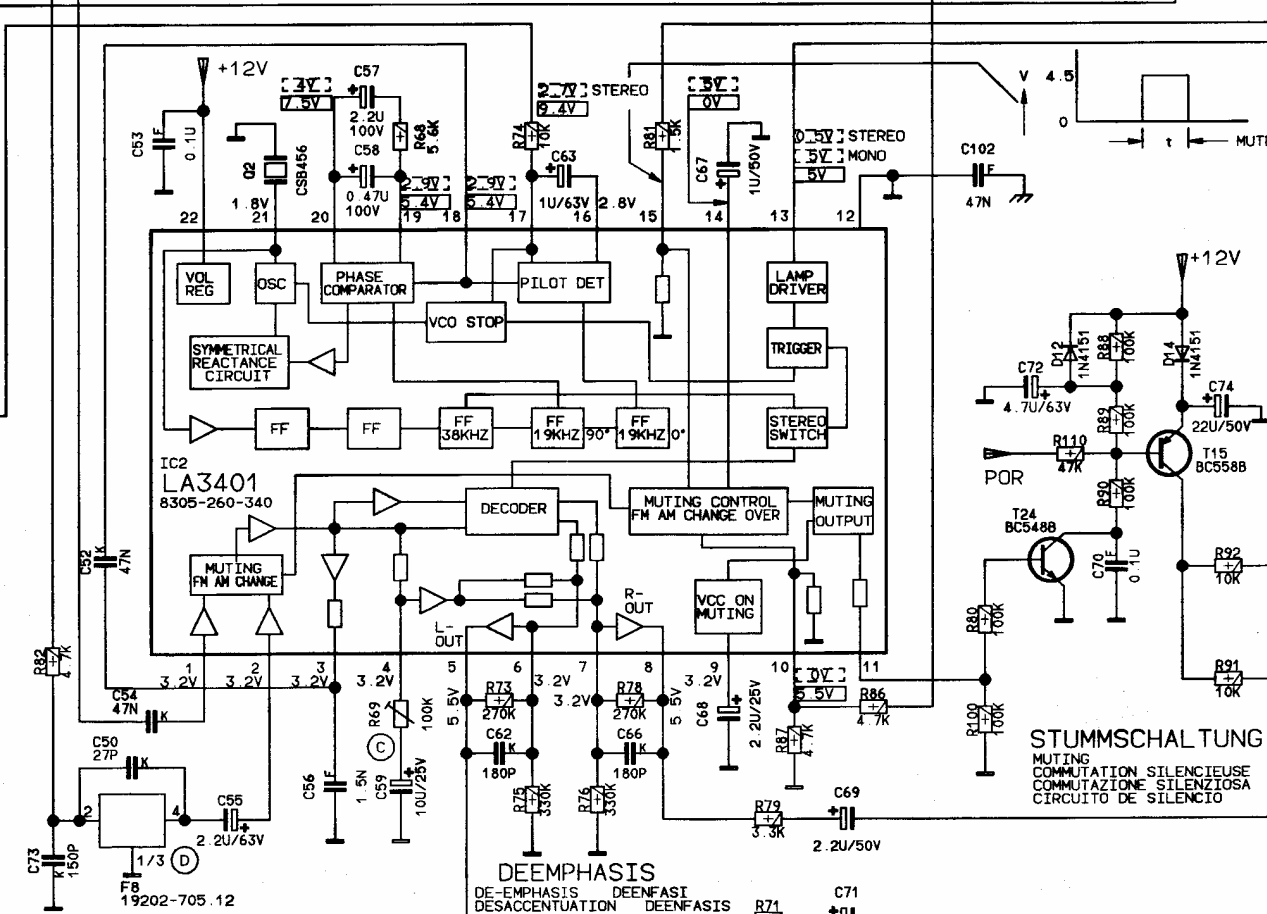 +12V
C53
F
0.1U
Q2
CSB456
1.8V
4V
7.5V
C57
2.2U
100V
R68
5.6K
C58
0.47U
100V
2.9V
5.4V
2.9V
5.4V
2.7V STEREO
9.4V
R74
10K
C63
1U/63V
2.8V
R81
1.5K
5V
0V
C67
1U/50V
0.5V STEREO
5V MONO
5V
C102
F
47N
V
4.5
0
t
MUTE
22 21 20 19 18 17 16 15 14 13 12
VOL
REG
OSC
PHASE
COMPARATOR
PILOT DET
LAMP
DRIVER
VCO STOP
TRIGGER
SYMMETRICAL
REACTANCE
CIRCUIT
FF
FF
FF
38KHZ
FF
19KHZ
90°
FF
19KHZ
0°
STEREO
SWITCH
IC2
LA3401
8305-260-340
DECODER
MUTING CONTROL
FM AM CHANGE OVER
MUTING
OUTPUT
MUTING
FM AM CHANGE
VCC ON
MUTING
L-
OUT
R-
OUT
+12V
D12
1N4151
R88
100K
D14
1N4151
C72
4.7U/63V
R89
100K
C74
22U/50V
R110
47K
POR
T15
BC558B
R90
100K
T24
BC548B
C70
F
0.1U
R92
10K
R80
100K
R91
10K
R100
100K
C52
K
47N
R82
4.7K
1 2 3 4 5 6 7 8 9 10 11
3.2V 3.2V 3.2V 3.2V
5.5V
3.2V
3.2V
5.5V
3.2V
0V
5.5V
C54
47N
K
R69
100K
C
R73
270K
R78
270K
C68
2.2U/25V
R86
4.7K
R87
4.7K
C50
27P
K
C62
K
180P
C66
K
180P
C56
F
1.5N
C59
10U/25V
R75
330K
R76
330K
2
4
C55
2.2U/63V
R79
3.3K
C69
2.2U/50V
C73
K
150P
1/3
D
F8
19202-705.12
STUMMSCHALTUNG
MUTING
COMMUTATION SILENCIEUSE
COMMUTAZIONE SILENZIOSA
CIRCUITO DE SILENCIO
DEEMPHASIS
DE-EMPHASIS DEENFASI
DESACCENTUATION DEENFASIS
R71
C71